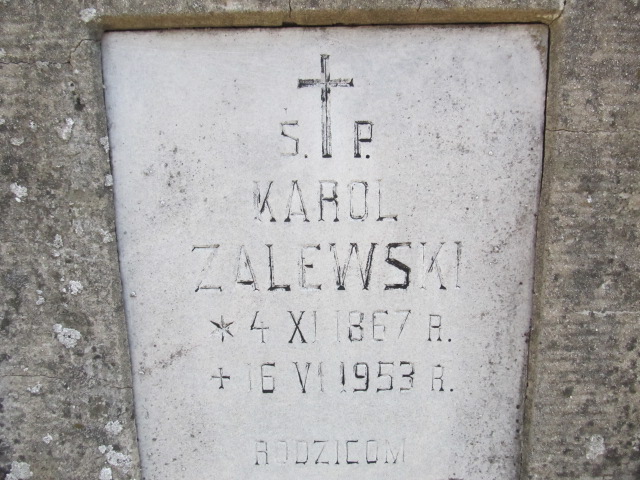 Ś. P.
KAROL
ZALEWSKI
* 4 XI 1867 R.
+ 16 VI 1953 R.
RODZICOM